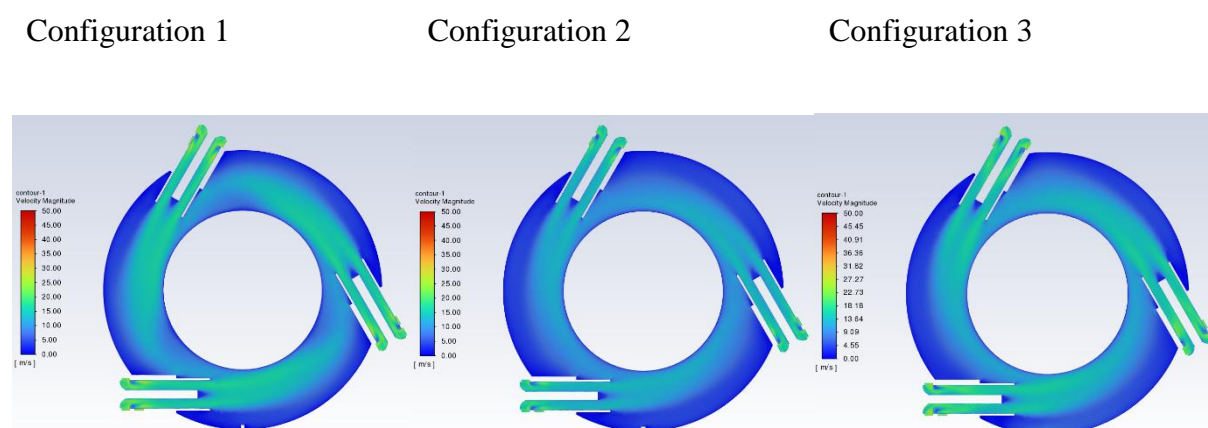 Configuration 1
Configuration 2
Configuration 3
contour-1
Velocity Magnitude
50.00
45.00
40.00
35.00
30.00
25.00
20.00
15.00
10.00
5.00
0.00
[ m/s ]
contour-1
Velocity Magnitude
50.00
45.00
40.00
35.00
30.00
25.00
20.00
15.00
10.00
5.00
0.00
[ m/s ]
contour-1
Velocity Magnitude
50.00
45.45
40.91
36.36
31.82
27.27
22.73
18.18
13.64
9.09
4.55
0.00
[ m/s ]